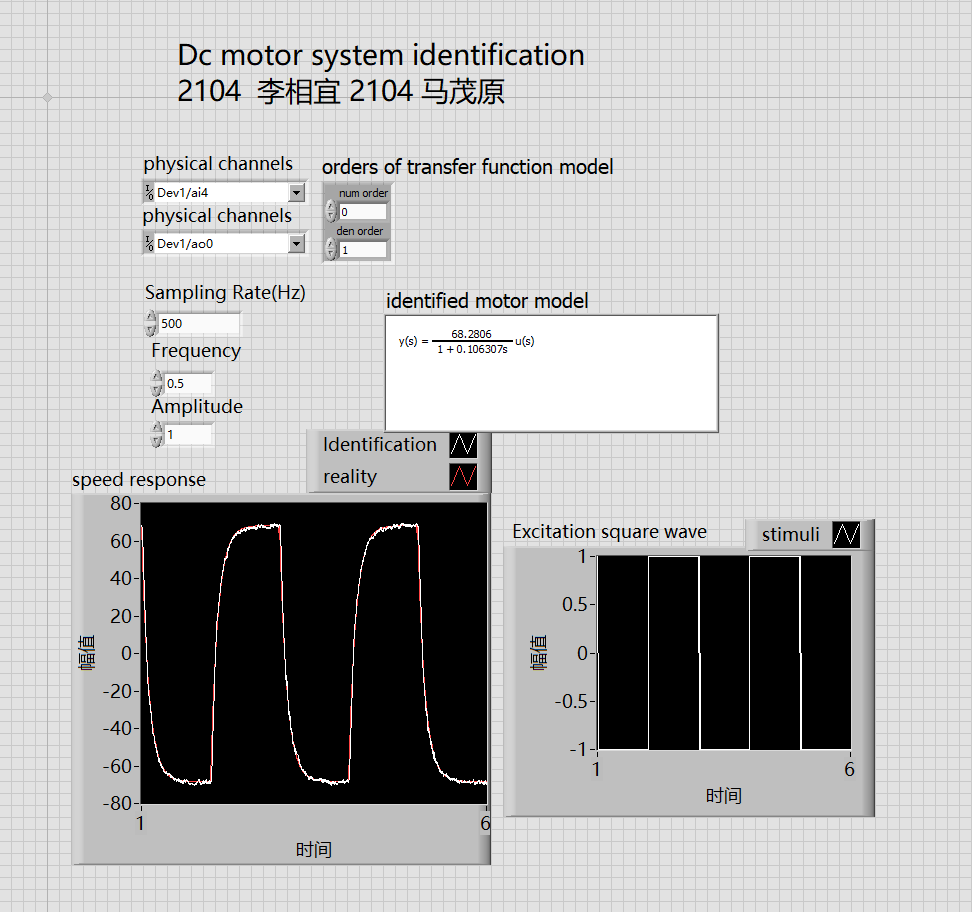 Dc motor system identification
2104 李相宜 2104 马茂原
physical channels
Dev1/ai4
physical channels
Dev1/ao0
orders of transfer function model
num order
0
den order
1
Sampling Rate(Hz)
500
Frequency
0.5
Amplitude
1
identified motor model
68.2806
y(s) = u(s)
1+0.106307s
Identification
reality
speed response
80
60
40
20
0
-20
-40
-60
-80
幅值
1
6
时间
Excitation square wave
stimuli
1
0.5
0
-0.5
-1
幅值
1
6
时间